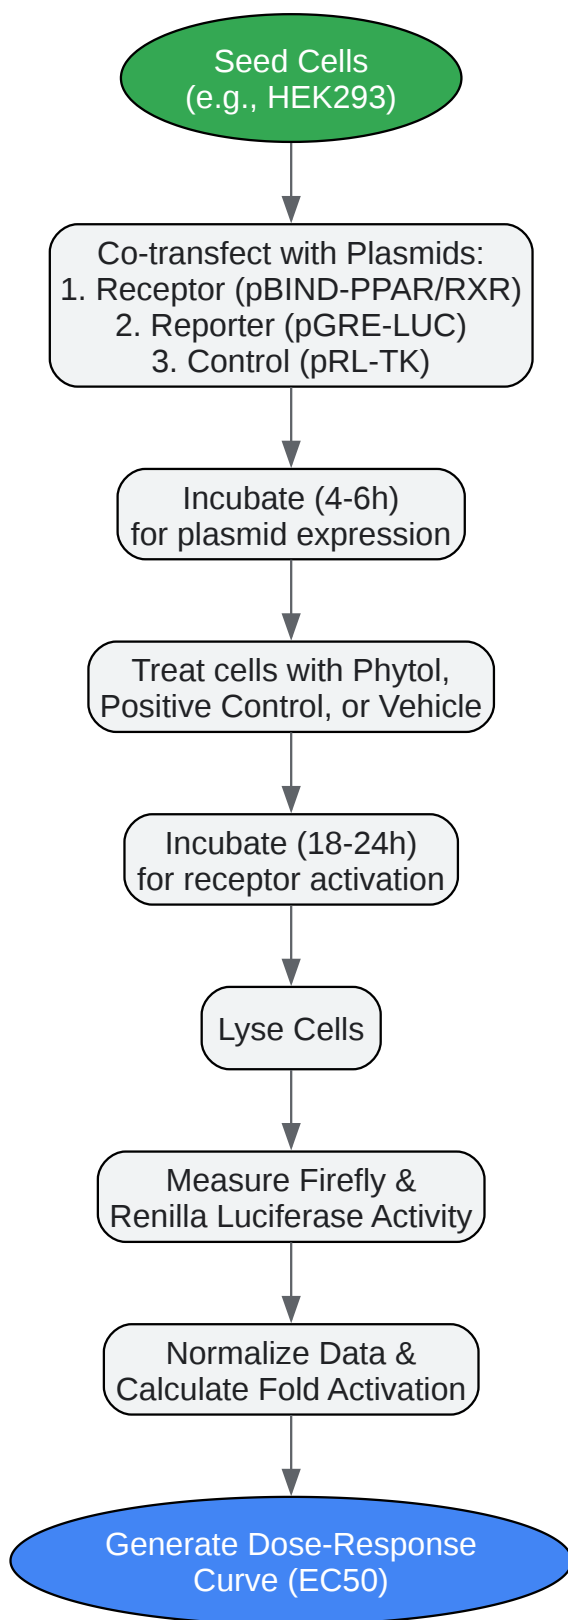 Seed Cells
(e.g., HEK293)
Co-transfect with Plasmids:
1. Receptor (pBIND-PPAR/RXR)
2. Reporter (pGRE-LUC)
3. Control (pRL-TK)
Incubate (4-6h)
for plasmid expression
Treat cells with Phytol,
Positive Control, or Vehicle
Incubate (18-24h)
for receptor activation
Lyse Cells
Measure Firefly &
Renilla Luciferase Activity
Normalize Data &
Calculate Fold Activation
Generate Dose-Response
Curve (EC50)